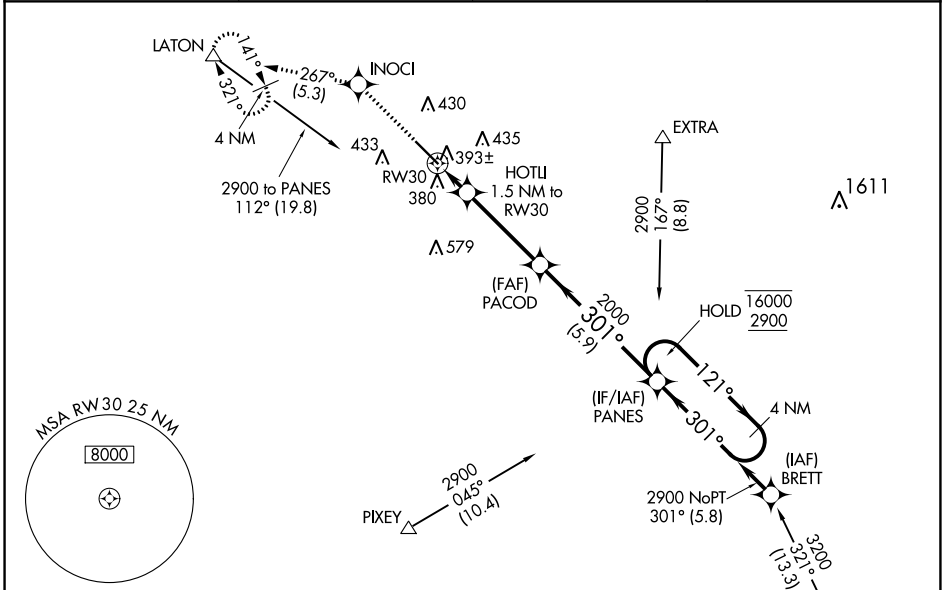 LATON
141°
321°
4 NM
267°
(5.3)
INOCI
430
435
433
393±
RW30
380
HOTLI
1.5 NM to
RW30
579
2900 to PANES
112° (19.8)
EXTRA
2900
167°
(8.8)
1611
(FAF)
PACOD
2000
301°
(5.9)
HOLD
16000
2900
121°
4 NM
301°
(IF/IAF)
PANES
(IAF)
BRETT
2900 NoPT
301° (5.8)
3200
321°
(13.3)
PIXEY
2900
045°
(10.4)
MSA RW30 25 NM
8000